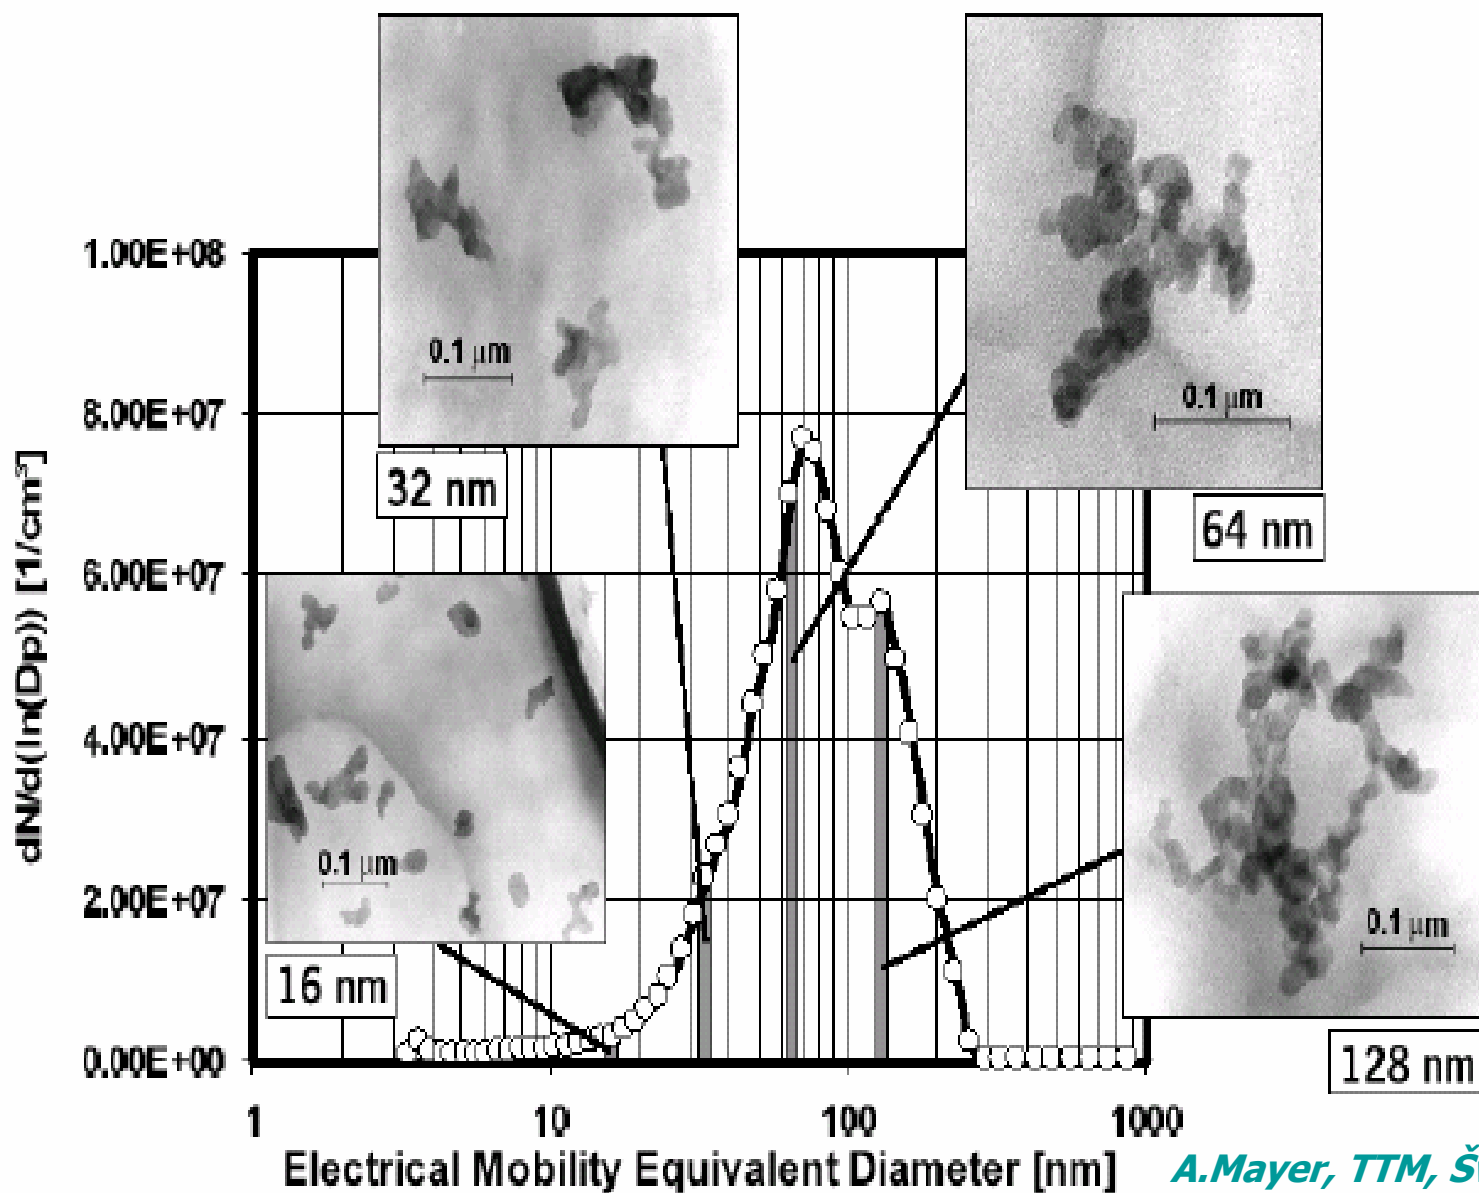 0.1 μm
0.1 μm
32 nm
64 nm
0.1 μm
16 nm
0.1 μm
128 nm
dN/d(ln(Dp)) [1/cm³]
1.00E+08
8.00E+07
6.00E+07
4.00E+07
2.00E+07
0.00E+00
1 10 100 1000
Electrical Mobility Equivalent Diameter [nm]
A.Mayer, TTM,